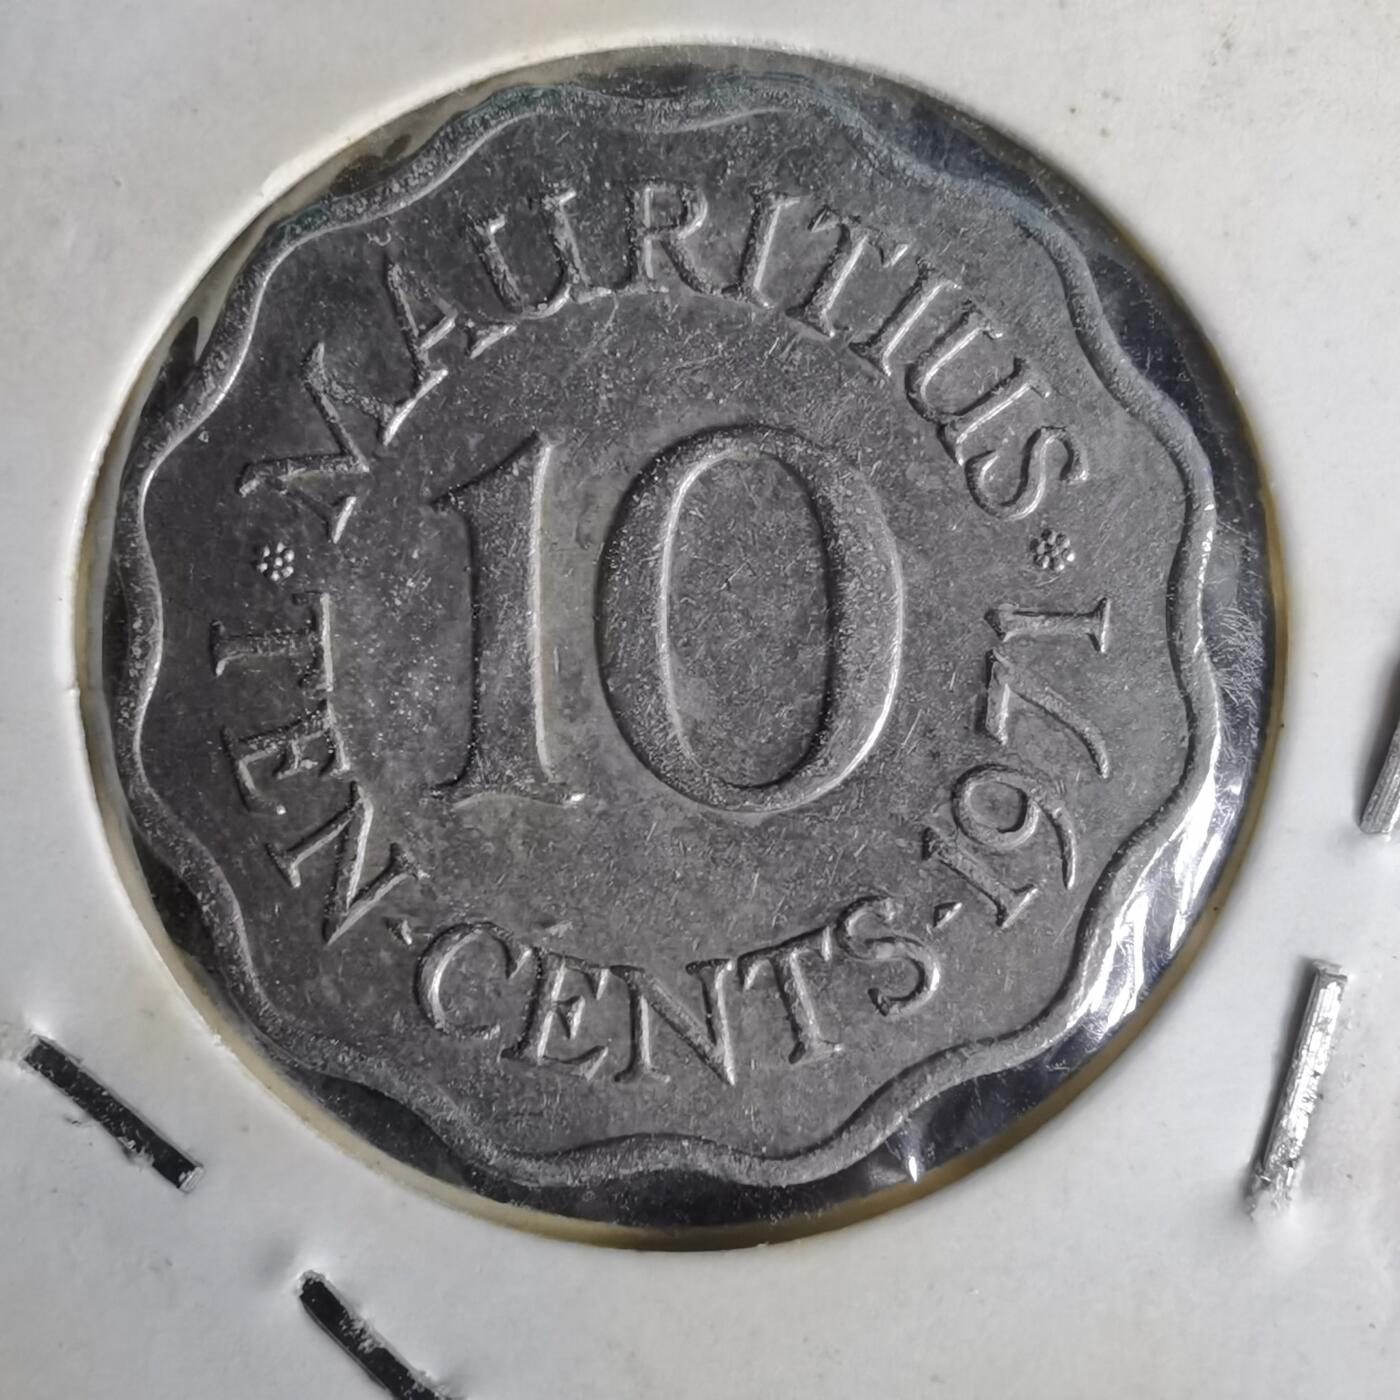 MAURITIUS
10
TEN · CENTS · 1971